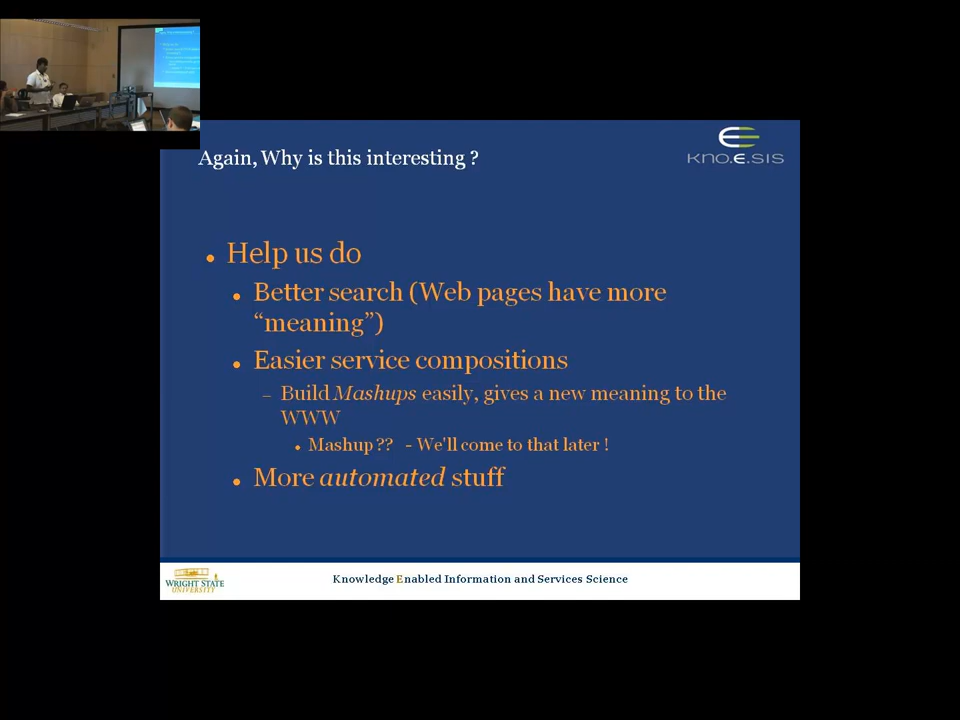 Again, Why is this interesting ?
KNO.E.SIS
• Help us do
• Better search (Web pages have more
“meaning”)
• Easier service compositions
– Build Mashups easily, gives a new meaning to the
WWW
• Mashup ?? - We'll come to that later !
• More automated stuff
WRIGHT STATE
UNIVERSITY
Knowledge Enabled Information and Services Science